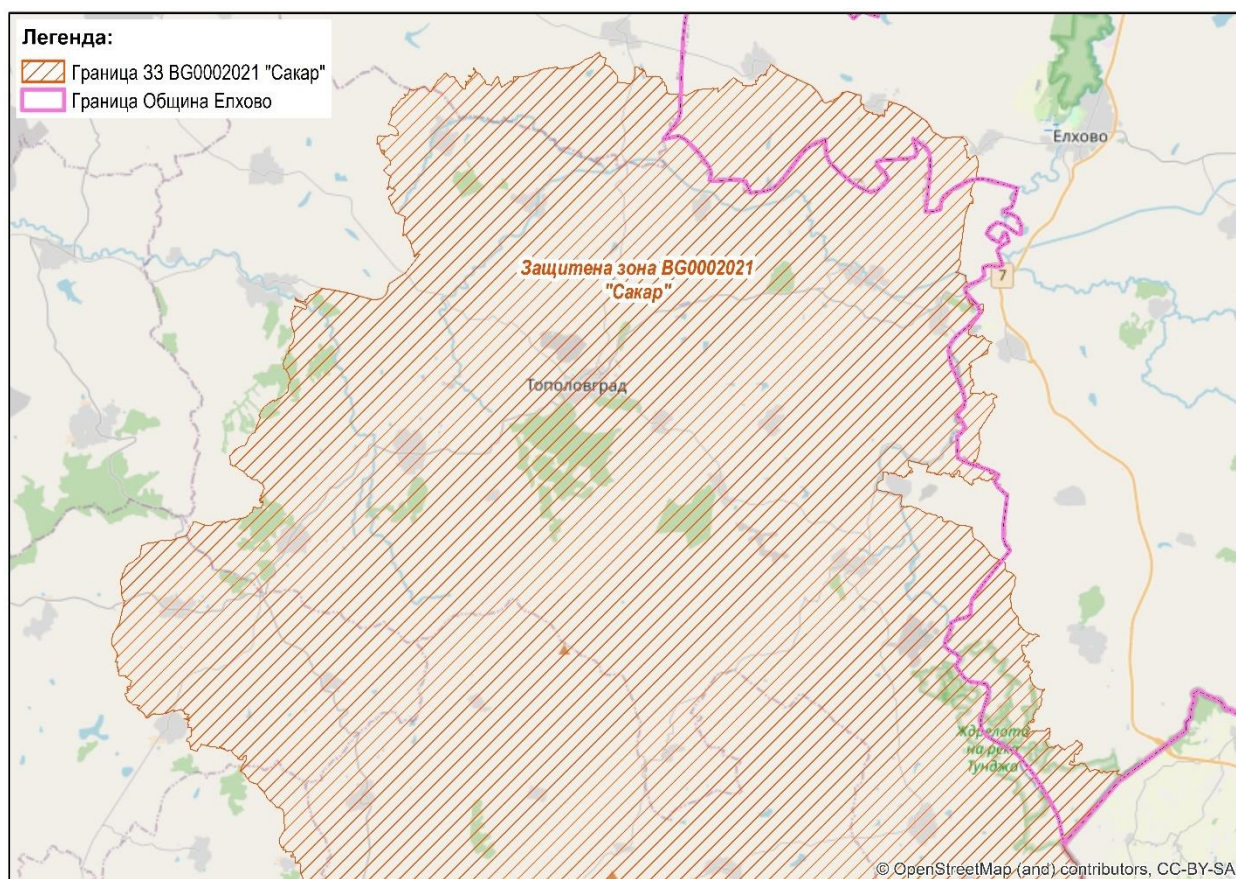 Легенда:
Граница ЗЗ BG0002021 "Сакар"
Граница Община Елхово
Елхово
Защитена зона BG0002021
"Сакар"
7
Тополовград
Ждрелото
на река
Тунджа
© OpenStreetMap (and) contributors, CC-BY-SA